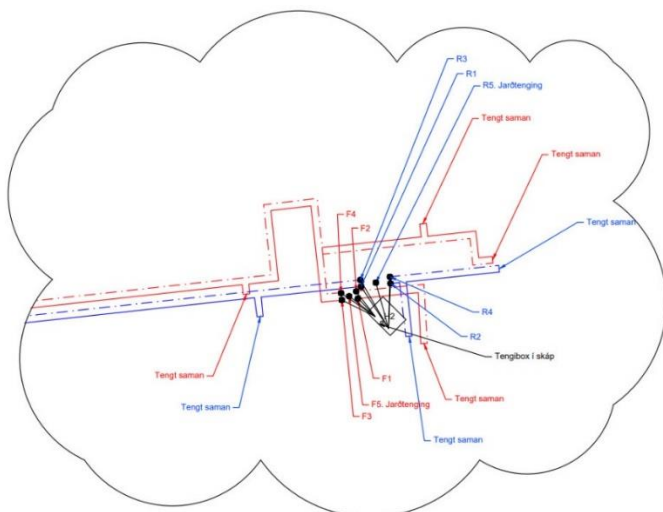 R3
R1
R5. Jarðtenging
Tengt saman
Tengt saman
Tengt saman
F4
F2
R4
R2
Tengibox í skáp
F1
F5. Jarðtenging
F3
Tengt saman
Tengt saman
Tengt saman
Tengt saman